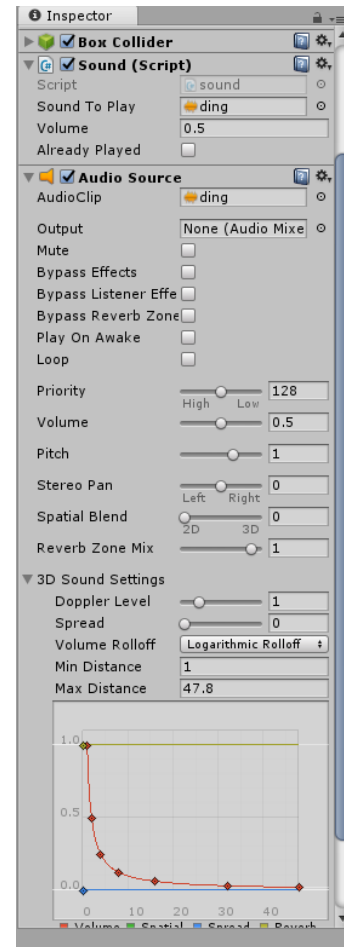 Inspector
Box Collider
Sound (Script)
Script sound
Sound To Play ding
Volume 0.5
Already Played
Audio Source
AudioClip ding
Output None (Audio Mixe
Mute
Bypass Effects
Bypass Listener Effe
Bypass Reverb Zone
Play On Awake
Loop
Priority 128
High Low
Volume 0.5
Pitch 1
Stereo Pan 0
Left Right
Spatial Blend 0
2D 3D
Reverb Zone Mix 1
3D Sound Settings
Doppler Level 1
Spread 0
Volume Rolloff Logarithmic Rolloff
Min Distance 1
Max Distance 47.8
1.0
0.5
0.0
0 10 20 30 40
Volume Spatial Spread Reverb